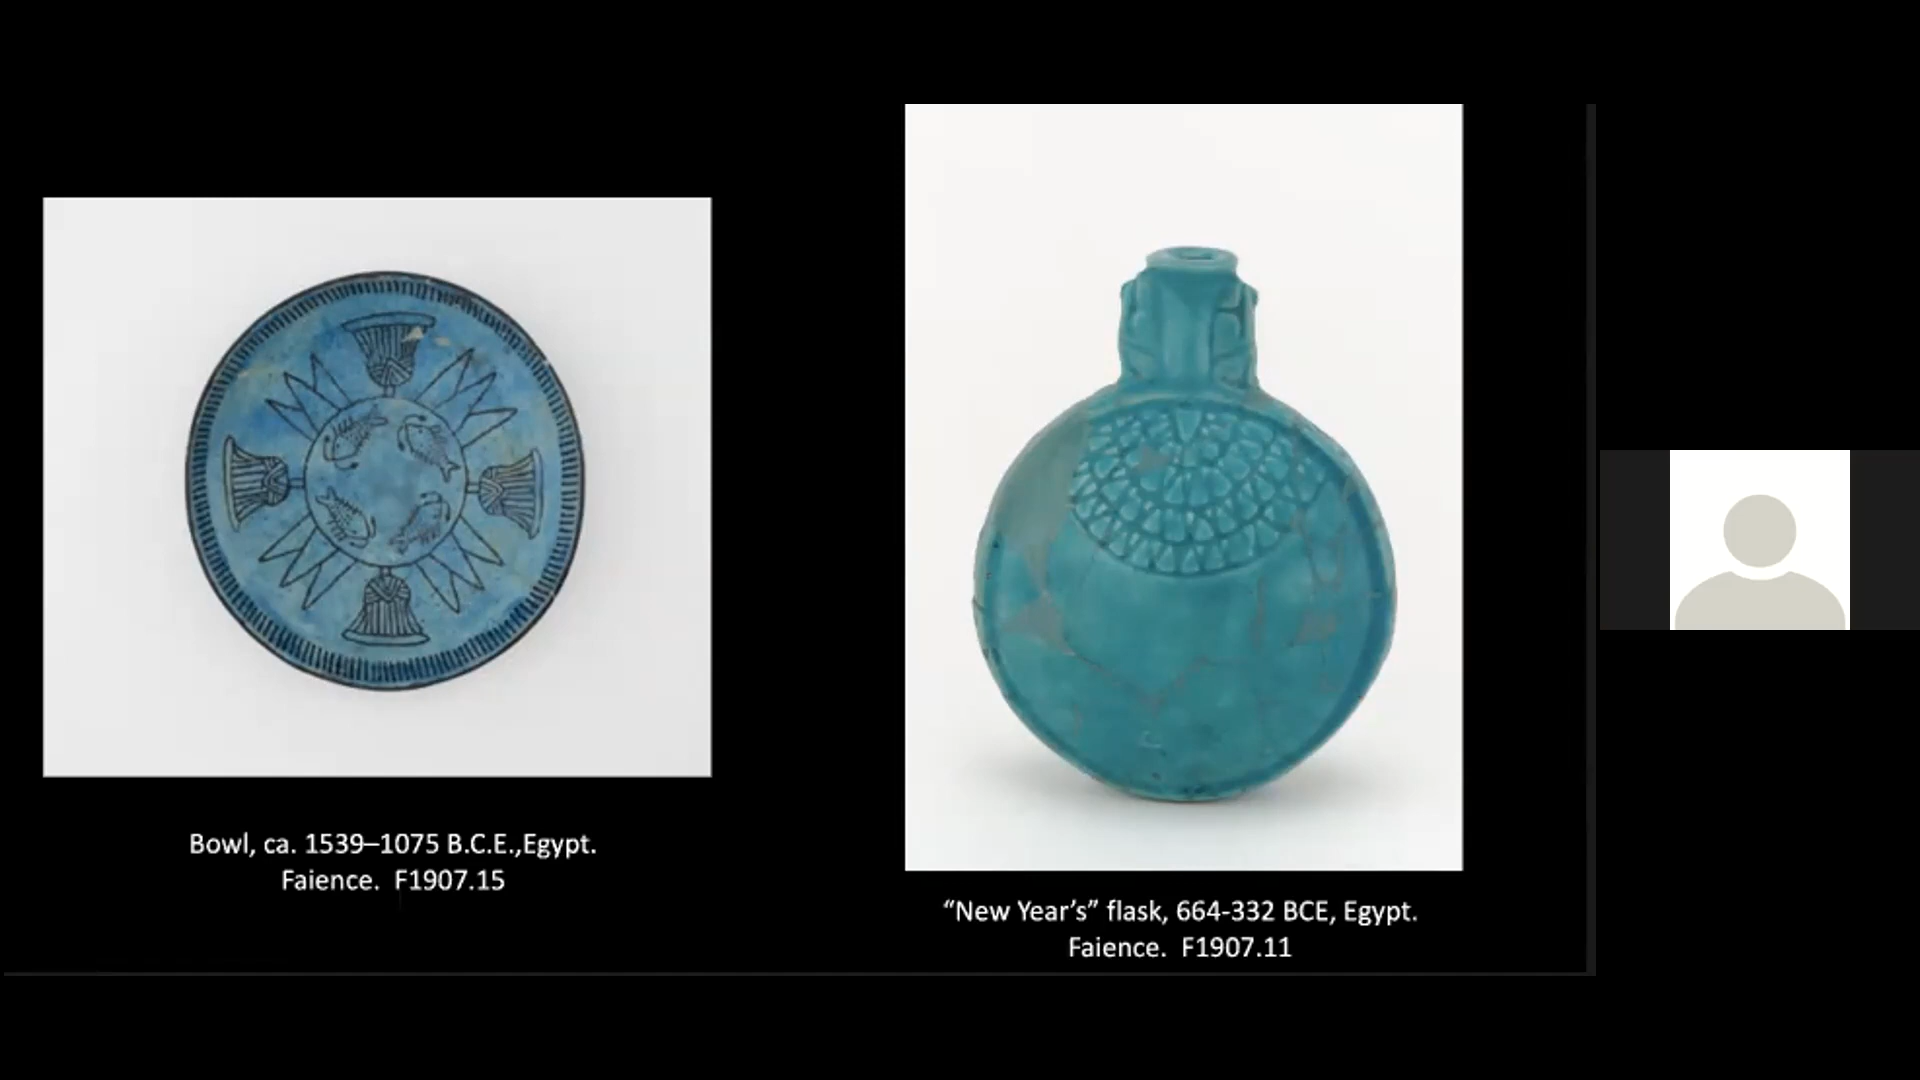 Bowl, ca. 1539–1075 B.C.E.,Egypt.
Faience.  F1907.15
“New Year’s” flask, 664-332 BCE, Egypt.
Faience.  F1907.11